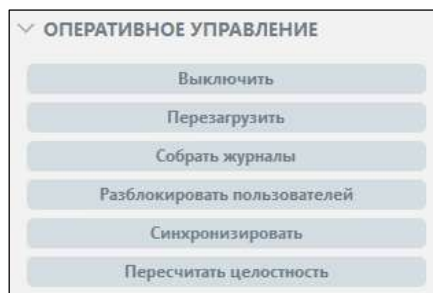 ОПЕРАТИВНОЕ УПРАВЛЕНИЕ
Выключить
Перезагрузить
Собрать журналы
Разблокировать пользователей
Синхронизировать
Пересчитать целостность